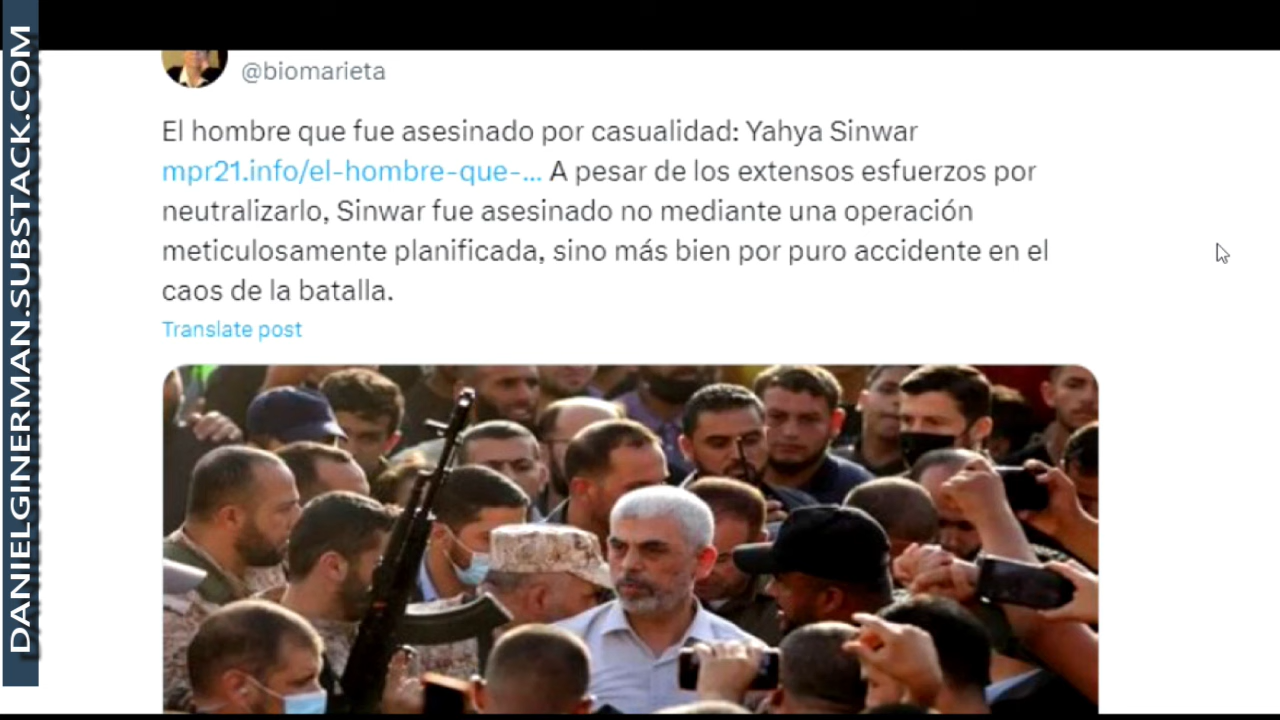 DANIELGINERMAN.SUBSTACK.COM
@biomarieta
El hombre que fue asesinado por casualidad: Yahya Sinwar
mpr21.info/el-hombre-que-... A pesar de los extensos esfuerzos por
neutralizarlo, Sinwar fue asesinado no mediante una operación
meticulosamente planificada, sino más bien por puro accidente en el
caos de la batalla.
Translate post